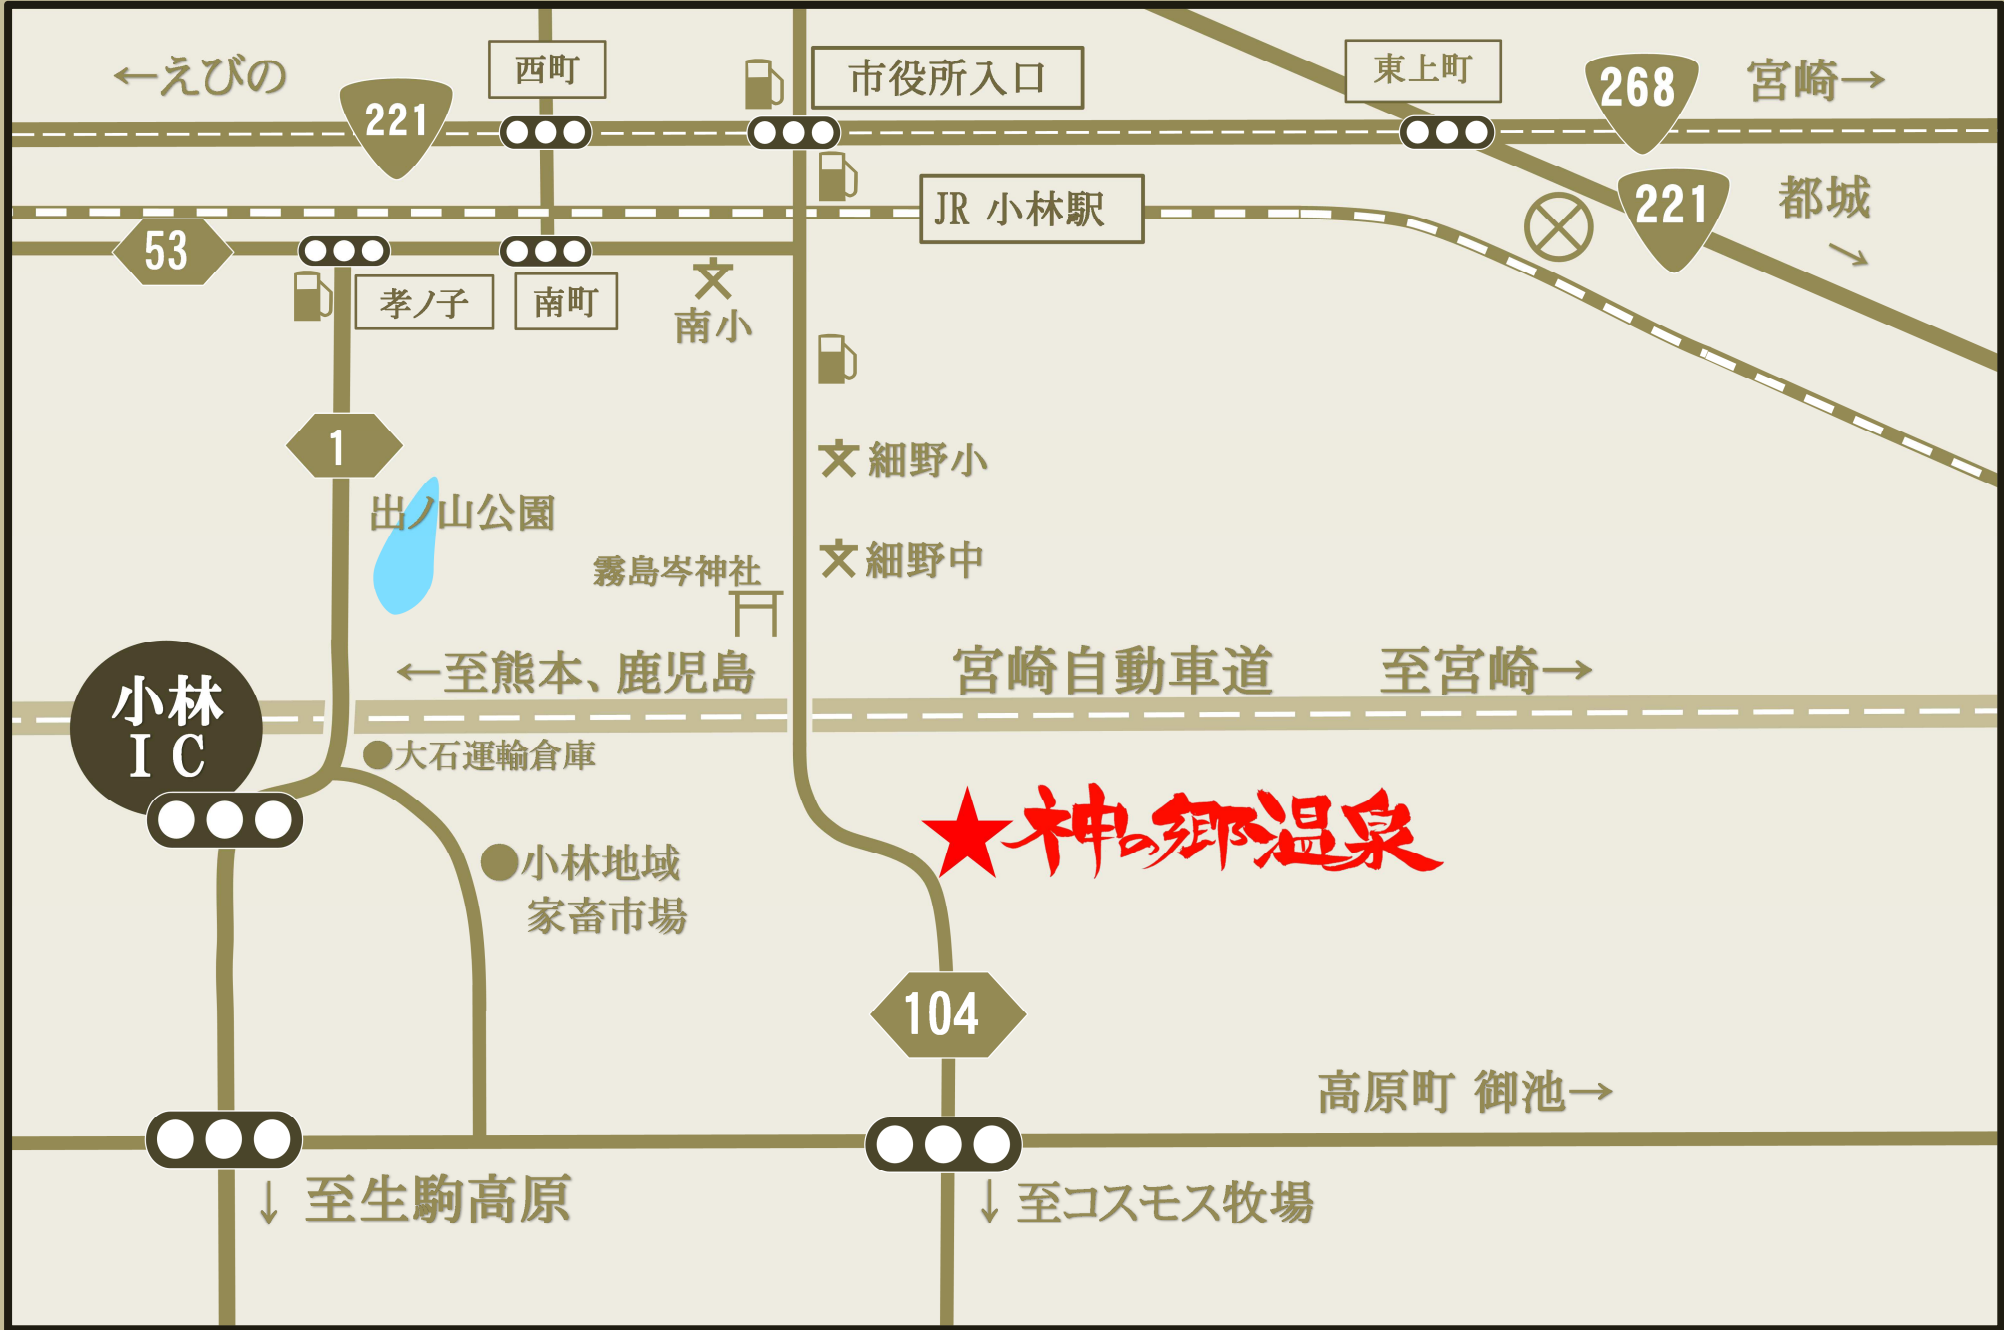 ←えびの
221
西町
市役所入口
東上町
268
宮崎→
53
JR 小林駅
221
都城
→
孝ノ子
南町
南小
1
細野小
出ノ山公園
細野中
霧島岑神社
小林
IC
←至熊本、鹿児島
宮崎自動車道
至宮崎→
●大石運輸倉庫
★神の郷温泉
●小林地域
家畜市場
104
高原町 御池→
↓ 至生駒高原
↓ 至コスモス牧場